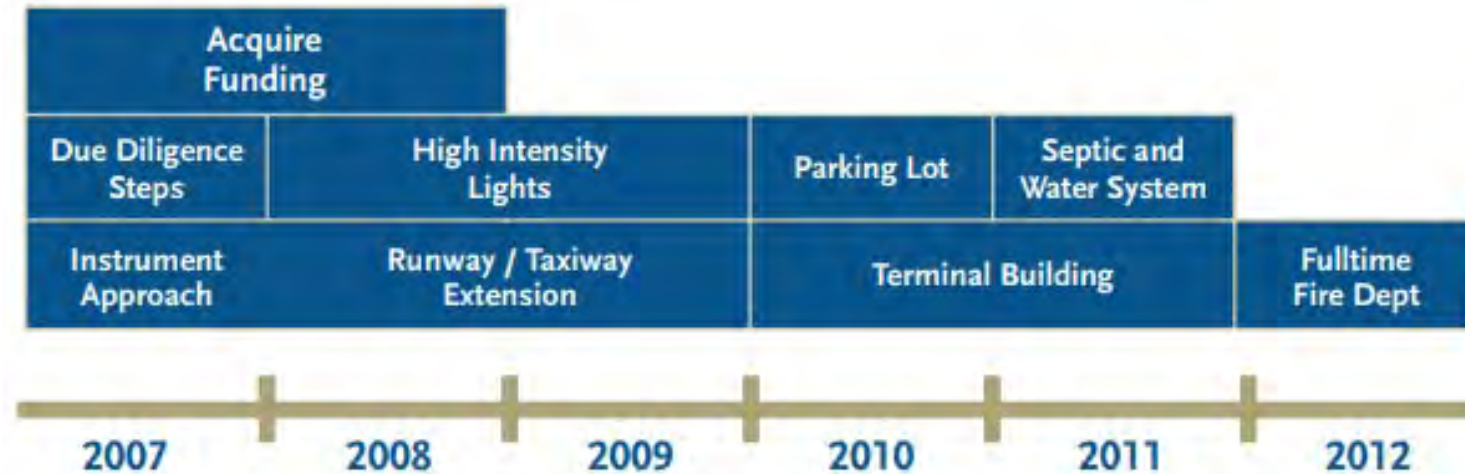 Acquire
Funding
Due Diligence
Steps
High Intensity
Lights
Parking Lot
Septic and
Water System
Instrument
Approach
Runway / Taxiway
Extension
Terminal Building
Fulltime
Fire Dept
2007
2008
2009
2010
2011
2012